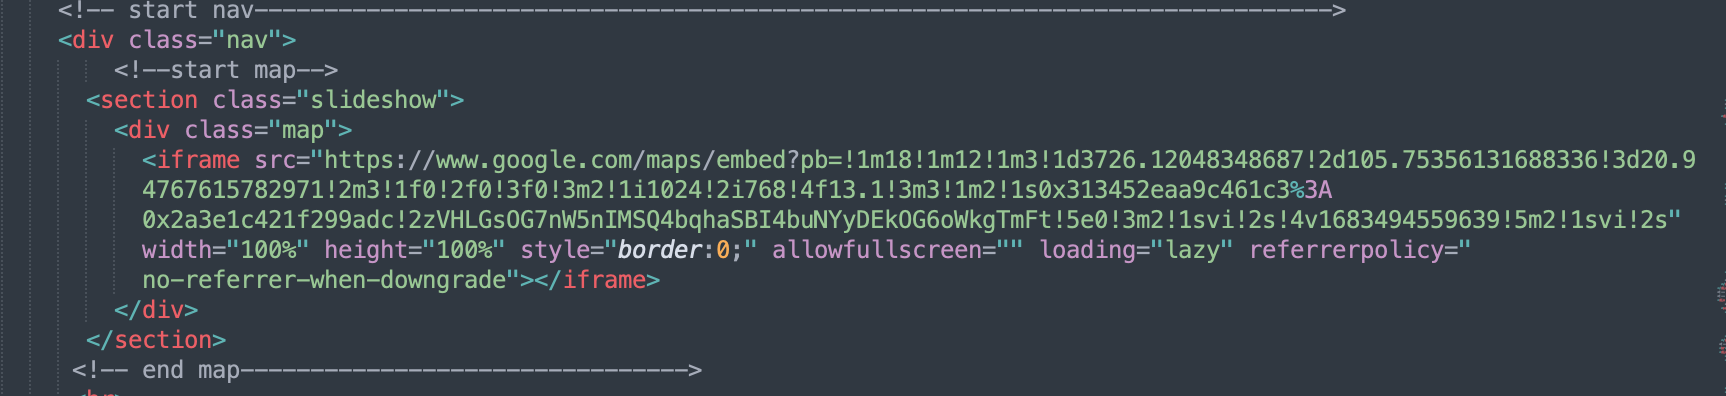 <!-- start nav----------------------------------------------------------------------------->
<div class="nav">
<!--start map-->
<section class="slideshow">
<div class="map">
<iframe src="https://www.google.com/maps/embed?pb=!1m18!1m12!1m3!1d3726.12048348687!2d105.75356131688336!3d20.9
4767615782971!2m3!1f0!2f0!3f0!3m2!1i1024!2i768!4f13.1!3m3!1m2!1s0x313452eaa9c461c3%3A
0x2a3e1c421f299adc!2zVHLGsOG7nW5nIMSQ4bqhaSBI4buNYyDEkOG6oWkgTmFt!5e0!3m2!1svi!2s!4v1683494559639!5m2!1svi!2s"
width="100%" height="100%" style="border:0;" allowfullscreen="" loading="lazy" referrerpolicy="
no-referrer-when-downgrade"></iframe>
</div>
</section>
<!-- end map-------------------------------->